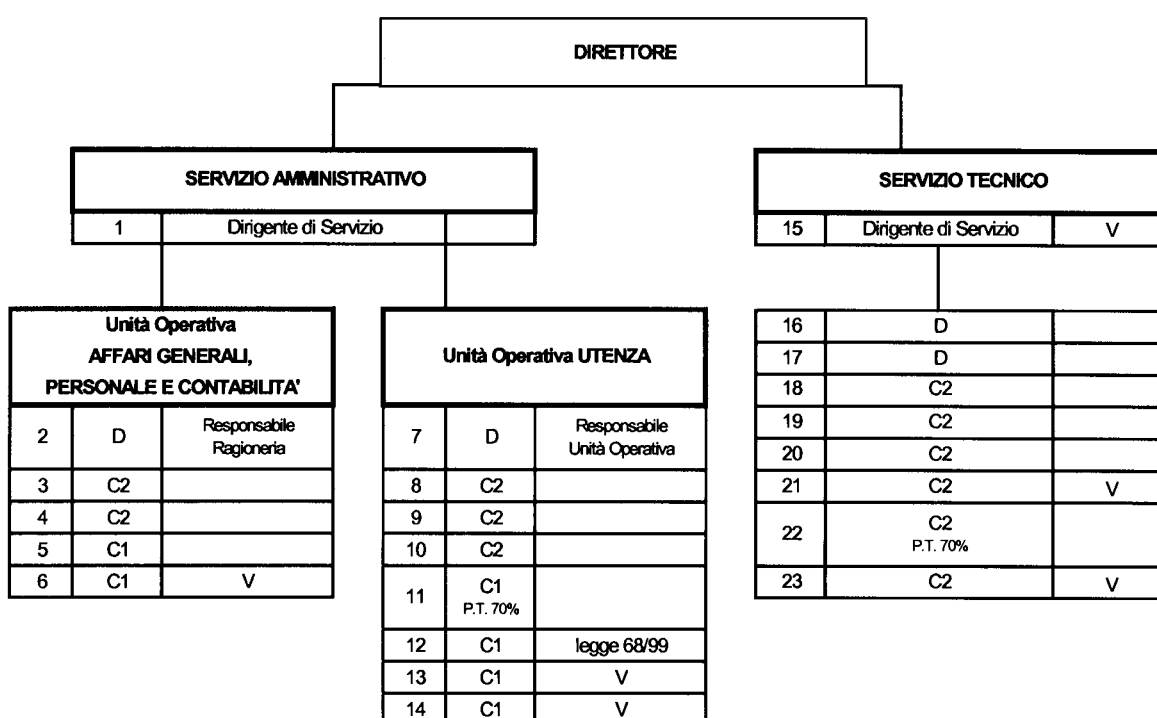 DIRETTORE
SERVIZIO AMMINISTRATIVO
1 Dirigente di Servizio
SERVIZIO TECNICO
15 Dirigente di Servizio V
Unità Operativa
AFFARI GENERALI,
PERSONALE E CONTABILITA'
2 D Responsabile
Ragioneria
3 C2
4 C2
5 C1
6 C1 V
Unità Operativa UTENZA
7 D Responsabile
Unità Operativa
8 C2
9 C2
10 C2
11 C1
P.T. 70%
12 C1 legge 68/99
13 C1 V
14 C1 V
16 D
17 D
18 C2
19 C2
20 C2
21 C2 V
22 C2
P.T. 70%
23 C2 V